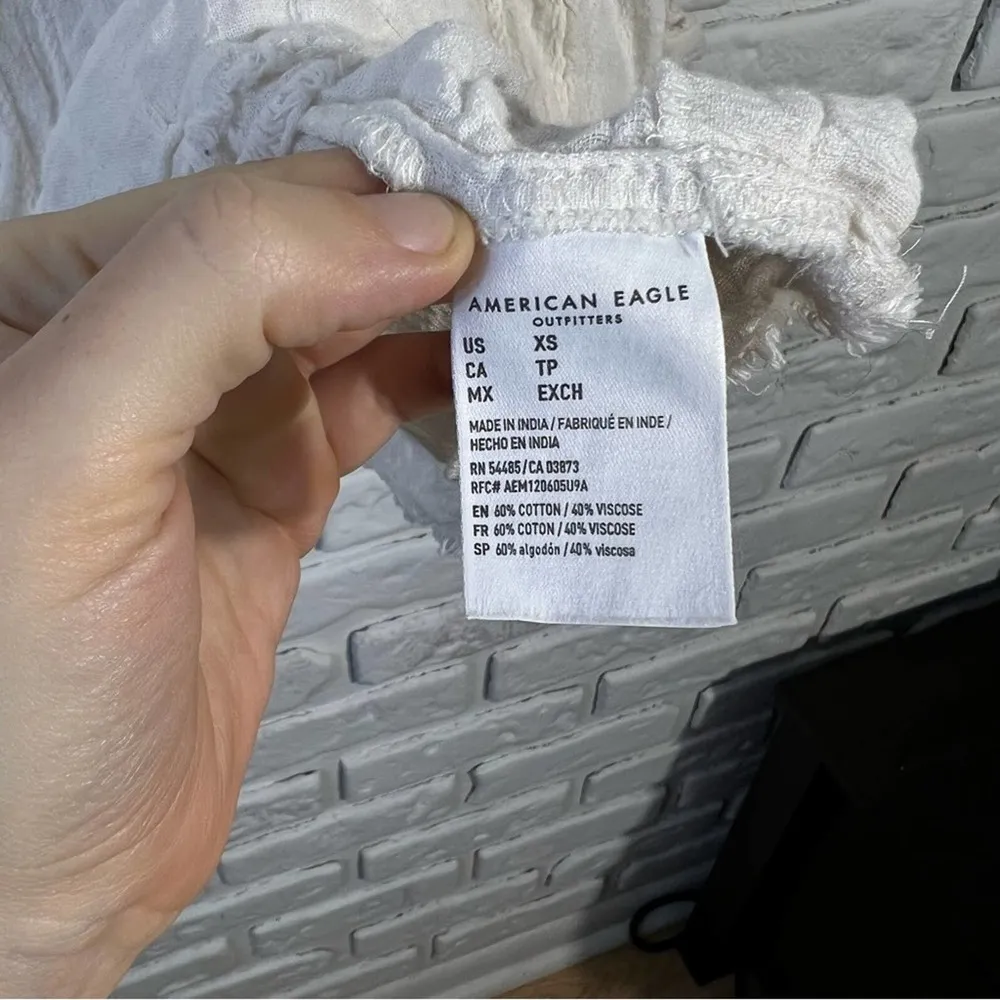 AMERICAN EAGLE
OUTFITTERS
US XS
CA TP
MX EXCH
MADE IN INDIA / FABRIQUÉ EN INDE /
HECHO EN INDIA
RN 54485/CA 03873
RFC# AEM120605U9A
EN 60% COTTON / 40% VISCOSE
FR 60% COTON / 40% VISCOSE
SP 60% algodón / 40% viscosa